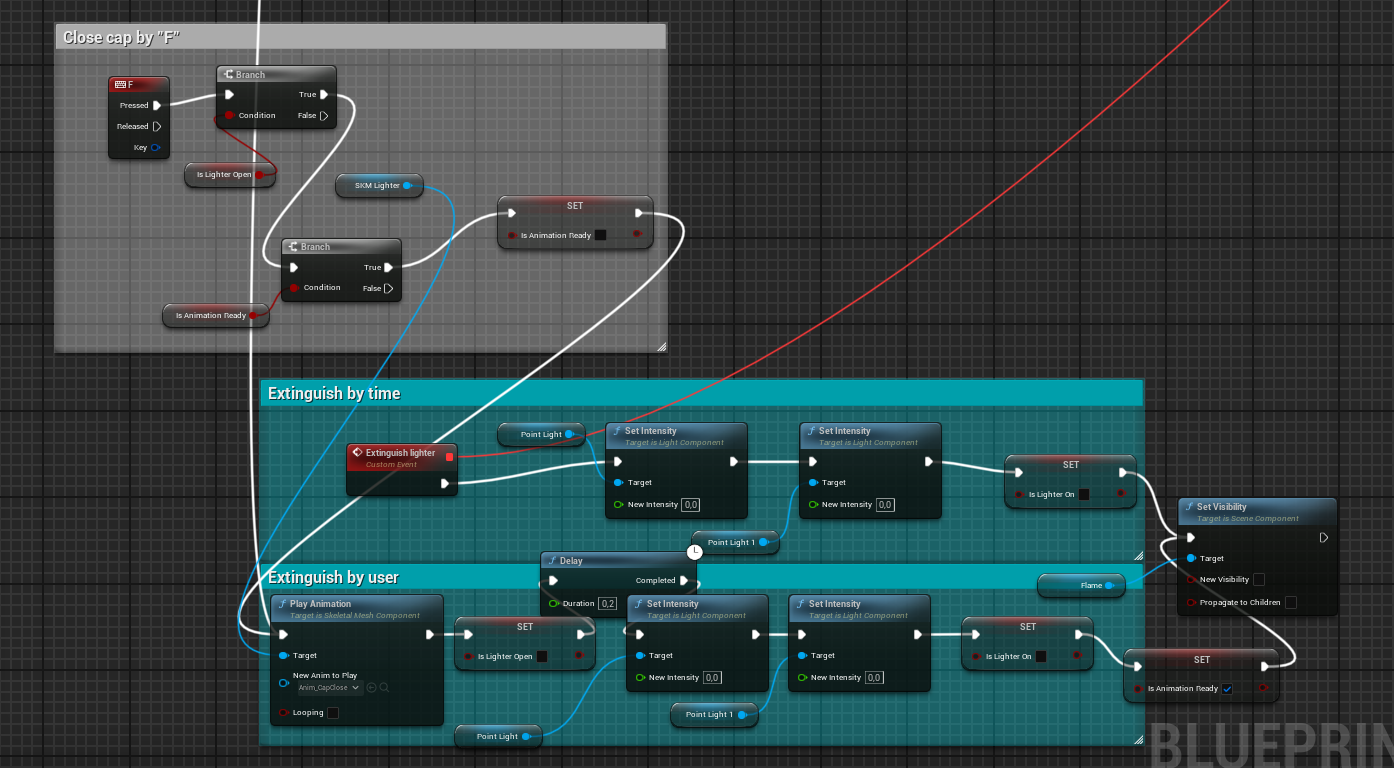 Close cap by "F"
F
Pressed
Released
Key
Branch
True
Condition
False
Is Lighter Open
SKM Lighter
SET
Is Animation Ready
Branch
True
Condition
False
Is Animation Ready
Extinguish by time
Extinguish lighter
Custom Event
Point Light
Set Intensity
Target is Light Component
Target
New Intensity 0,0
Point Light 1
Set Intensity
Target is Light Component
Target
New Intensity 0,0
SET
Is Lighter On
Set Visibility
Target is Scene Component
Target
New Visibility
Propagate to Children
Flame
Extinguish by user
Play Animation
Target is Skeletal Mesh Component
Target
New Anim to Play
Anim_CapClose
Looping
SET
Is Lighter Open
Delay
Completed
Duration 0,2
Point Light
Set Intensity
Target is Light Component
Target
New Intensity 0,0
Point Light 1
Set Intensity
Target is Light Component
Target
New Intensity 0,0
SET
Is Lighter On
SET
Is Animation Ready
BLUEPRIN